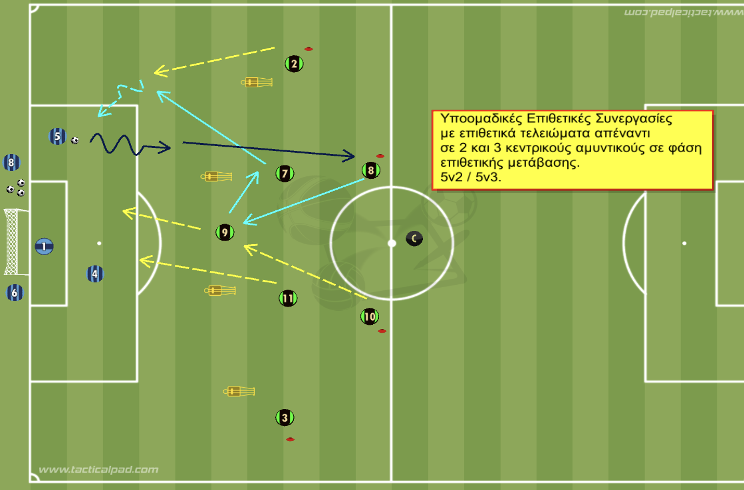 www.tacticalpad.com
2
5
Υποομαδικές Επιθετικές Συνεργασίες
με επιθετικά τελειώματα απέναντι
σε 2 και 3 κεντρικούς αμυντικούς σε φάση
επιθετικής μετάβασης.
5v2 / 5v3.
8
7
8
9
C
1
4
6
11
10
3
www.tacticalpad.com